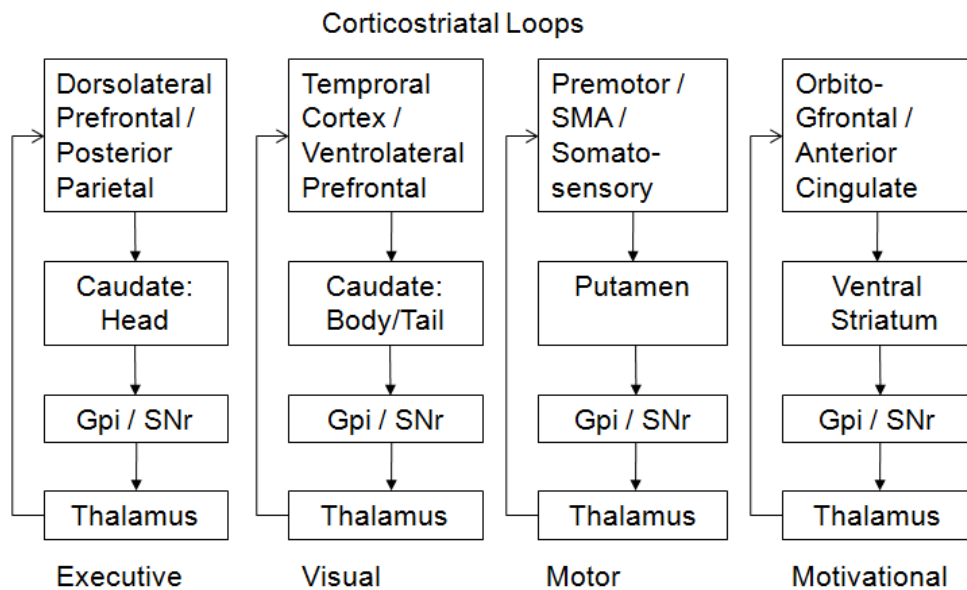 Corticostriatal Loops
Dorsolateral
Prefrontal /
Posterior
Parietal
Caudate:
Head
Gpi / SNr
Thalamus
Executive
Temproral
Cortex /
Ventrolateral
Prefrontal
Caudate:
Body/Tail
Gpi / SNr
Thalamus
Visual
Premotor /
SMA /
Somato-
sensory
Putamen
Gpi / SNr
Thalamus
Motor
Orbito-
Gfrontal /
Anterior
Cingulate
Ventral
Striatum
Gpi / SNr
Thalamus
Motivational